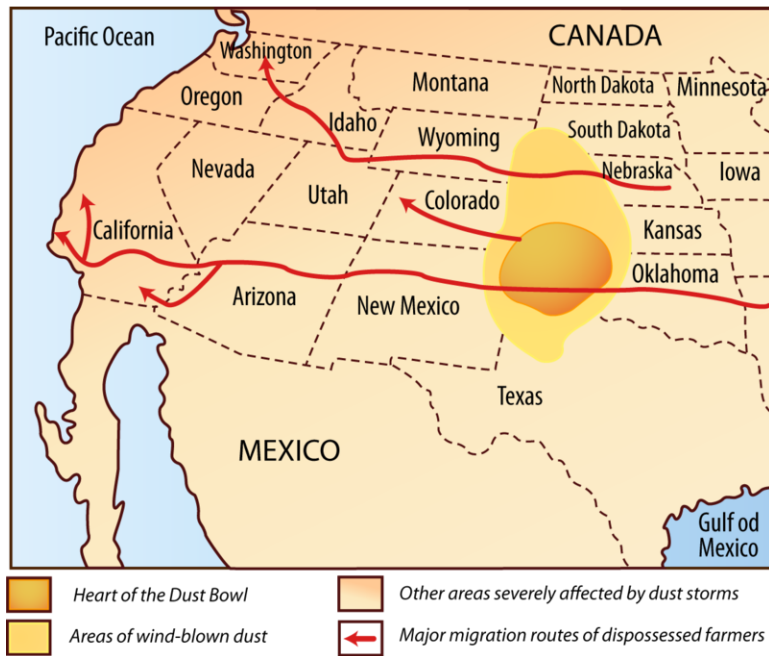 Pacific Ocean
CANADA
Washington
Montana
North Dakota
Minnesota
Oregon
Idaho
Wyoming
South Dakota
Nevada
Utah
Colorado
Nebraska
Iowa
California
Kansas
Arizona
New Mexico
Oklahoma
Texas
MEXICO
Gulf od
Mexico
Heart of the Dust Bowl
Other areas severely affected by dust storms
Areas of wind-blown dust
Major migration routes of dispossessed farmers